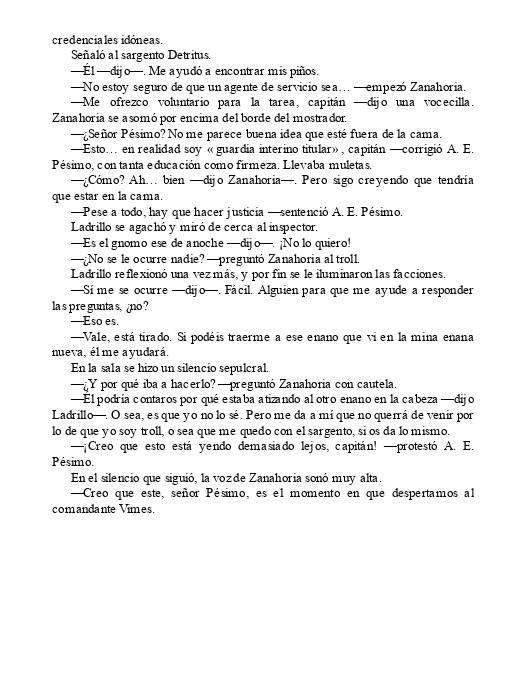 credenciales idóneas.
Señaló al sargento Detritus.
—Él —dijo—. Me ayudó a encontrar mis piños.
—No estoy seguro de que un agente de servicio sea… —empezó Zanahoria.
—Me ofrezco voluntario para la tarea, capitán —dijo una vocecilla.
Zanahoria se asomó por encima del borde del mostrador.
—¿Señor Pésimo? No me parece buena idea que esté fuera de la cama.
—Esto… en realidad soy «guardia interino titular», capitán —corrigió A. E.
Pésimo, con tanta educación como firmeza. Llevaba muletas.
—¿Cómo? Ah… bien —dijo Zanahoria—. Pero sigo creyendo que tendría
que estar en la cama.
—Pese a todo, hay que hacer justicia —sentenció A. E. Pésimo.
Ladrillo se agachó y miró de cerca al inspector.
—Es el gnomo ese de anoche —dijo—. ¡No lo quiero!
—¿No se le ocurre nadie? —preguntó Zanahoria al troll.
Ladrillo reflexionó una vez más, y por fin se le iluminaron las facciones.
—Sí me se ocurre —dijo—. Fácil. Alguien para que me ayude a responder
las preguntas, ¿no?
—Eso es.
—Vale, está tirado. Si podéis traerme a ese enano que vi en la mina enana
nueva, él me ayudará.
En la sala se hizo un silencio sepulcral.
—¿Y por qué iba a hacerlo? —preguntó Zanahoria con cautela.
—Él podría contaros por qué estaba atizando al otro enano en la cabeza —dijo
Ladrillo—. O sea, es que yo no lo sé. Pero me da a mí que no querrá de venir por
lo de que yo soy troll, o sea que me quedo con el sargento, si os da lo mismo.
—¡Creo que esto está yendo demasiado lejos, capitán! —protestó A. E.
Pésimo.
En el silencio que siguió, la voz de Zanahoria sonó muy alta.
—Creo que este, señor Pésimo, es el momento en que despertamos al
comandante Vimes.